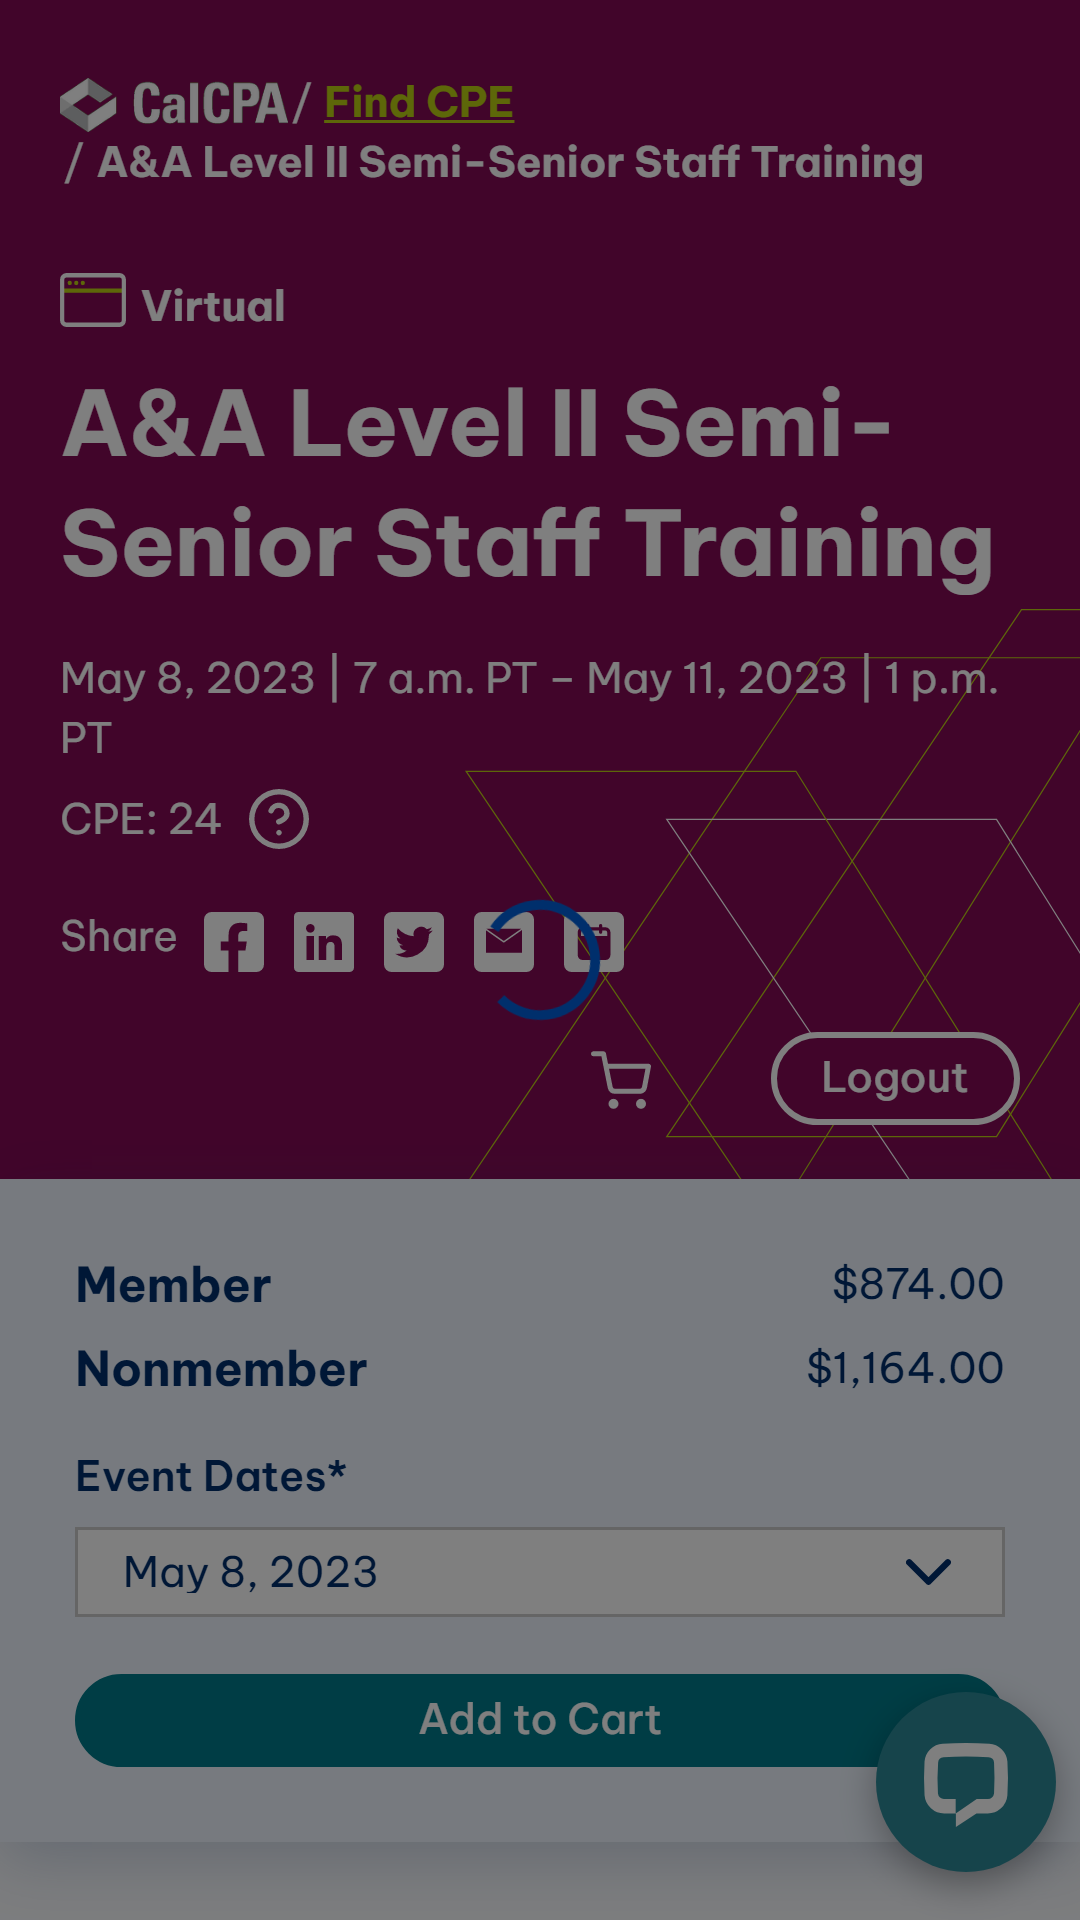 CalCPA / Find CPE
/ A&A Level II Semi-Senior Staff Training
Virtual
A&A Level II Semi-
Senior Staff Training
May 8, 2023 | 7 a.m. PT – May 11, 2023 | 1 p.m.
PT
CPE: 24 ?
Share
Logout
Member $874.00
Nonmember $1,164.00
Event Dates*
May 8, 2023
Add to Cart